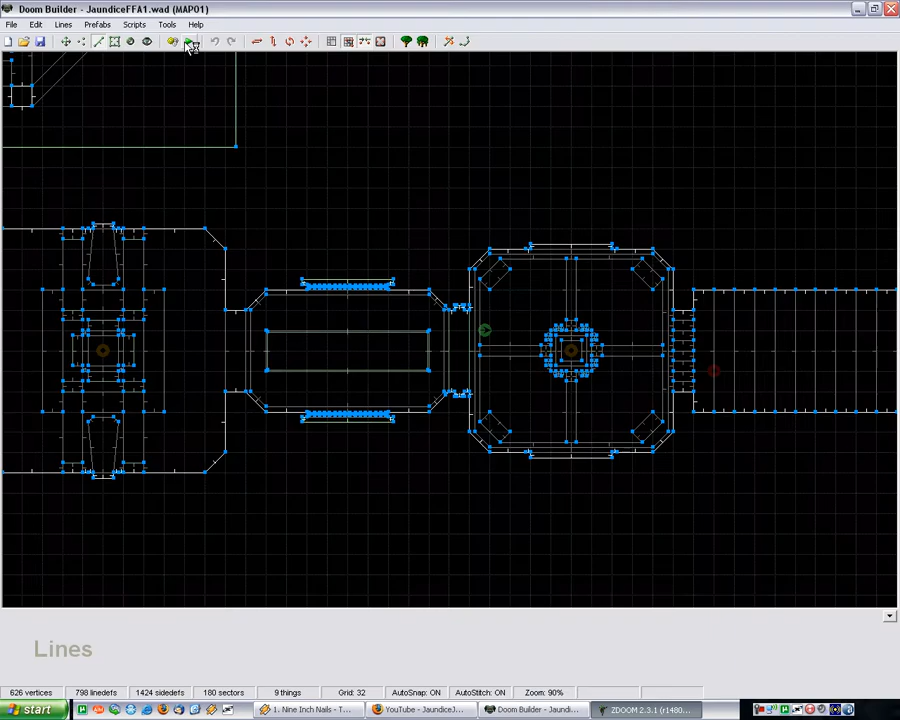 Doom Builder - JaundiceFFA1.wad (MAP01)
File Edit Lines Prefabs Scripts Tools Help
Lines
626 vertices 798 linedefs 1424 sidedefs 180 sectors 9 things Grid: 32 AutoSnap: ON AutoStitch: ON Zoom: 90%
start 1. Nine Inch Nails - T... YouTube - JaundiceJ... Doom Builder - Jaundi... ZDOOM 2.3.1 (r1480...